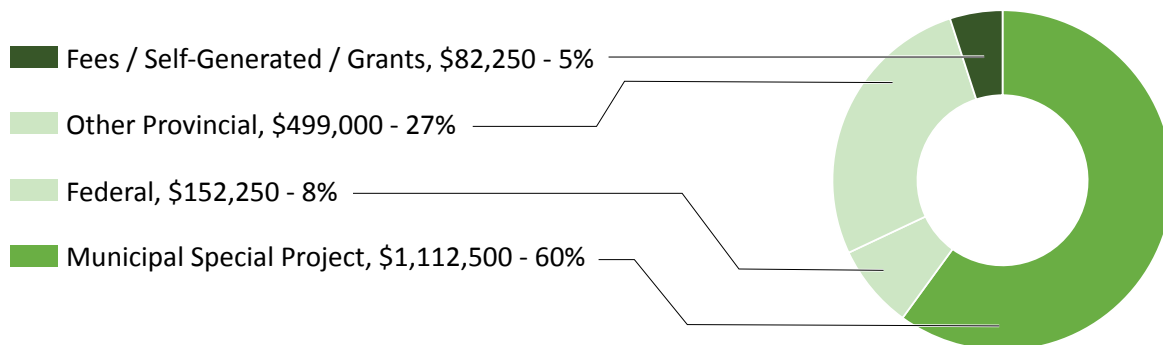 Fees / Self-Generated / Grants, $82,250 - 5%
Other Provincial, $499,000 - 27%
Federal, $152,250 - 8%
Municipal Special Project, $1,112,500 - 60%